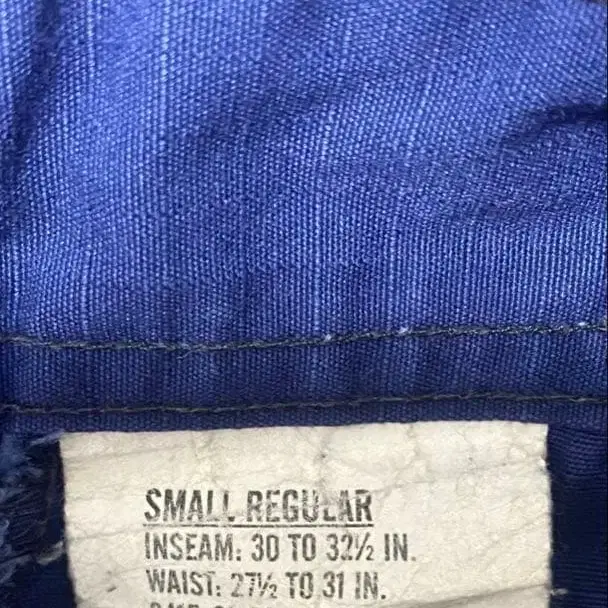 SMALL REGULAR
INSEAM: 30 TO 32½ IN.
WAIST: 27½ TO 31 IN.